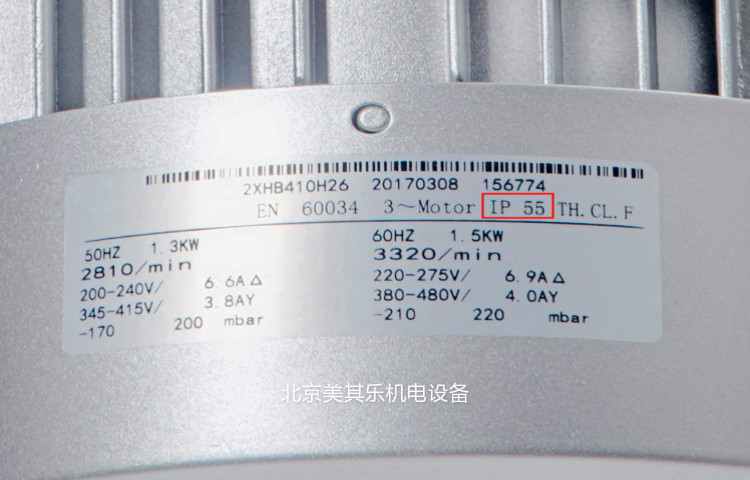 2XHB410H26 20170308 156774
EN 60034 3~Motor IP 55 TH.CL.F
50HZ 1.3KW 60HZ 1.5KW
2810/min 3320/min
200-240V/ 6.6A△ 220-275V/ 6.9A△
345-415V/ 3.8AY 380-480V/ 4.0AY
-170 200 mbar -210 220 mbar
北京美其乐机电设备